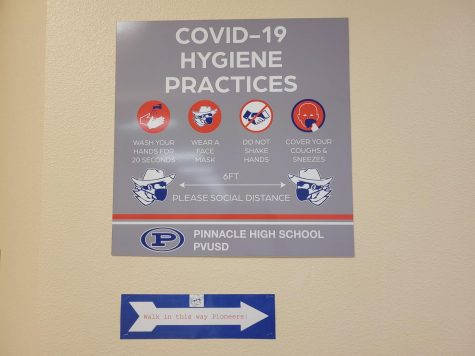 COVID-19
HYGIENE
PRACTICES
WASH YOUR
HANDS FOR
20 SECONDS
WEAR A
FACE
MASK
DO NOT
SHAKE
HANDS
COVER YOUR
COUGHS &
SNEEZES
6FT
PLEASE SOCIAL DISTANCE
P
PINNACLE HIGH SCHOOL
PVUSD
Walk in this way Pioneers!